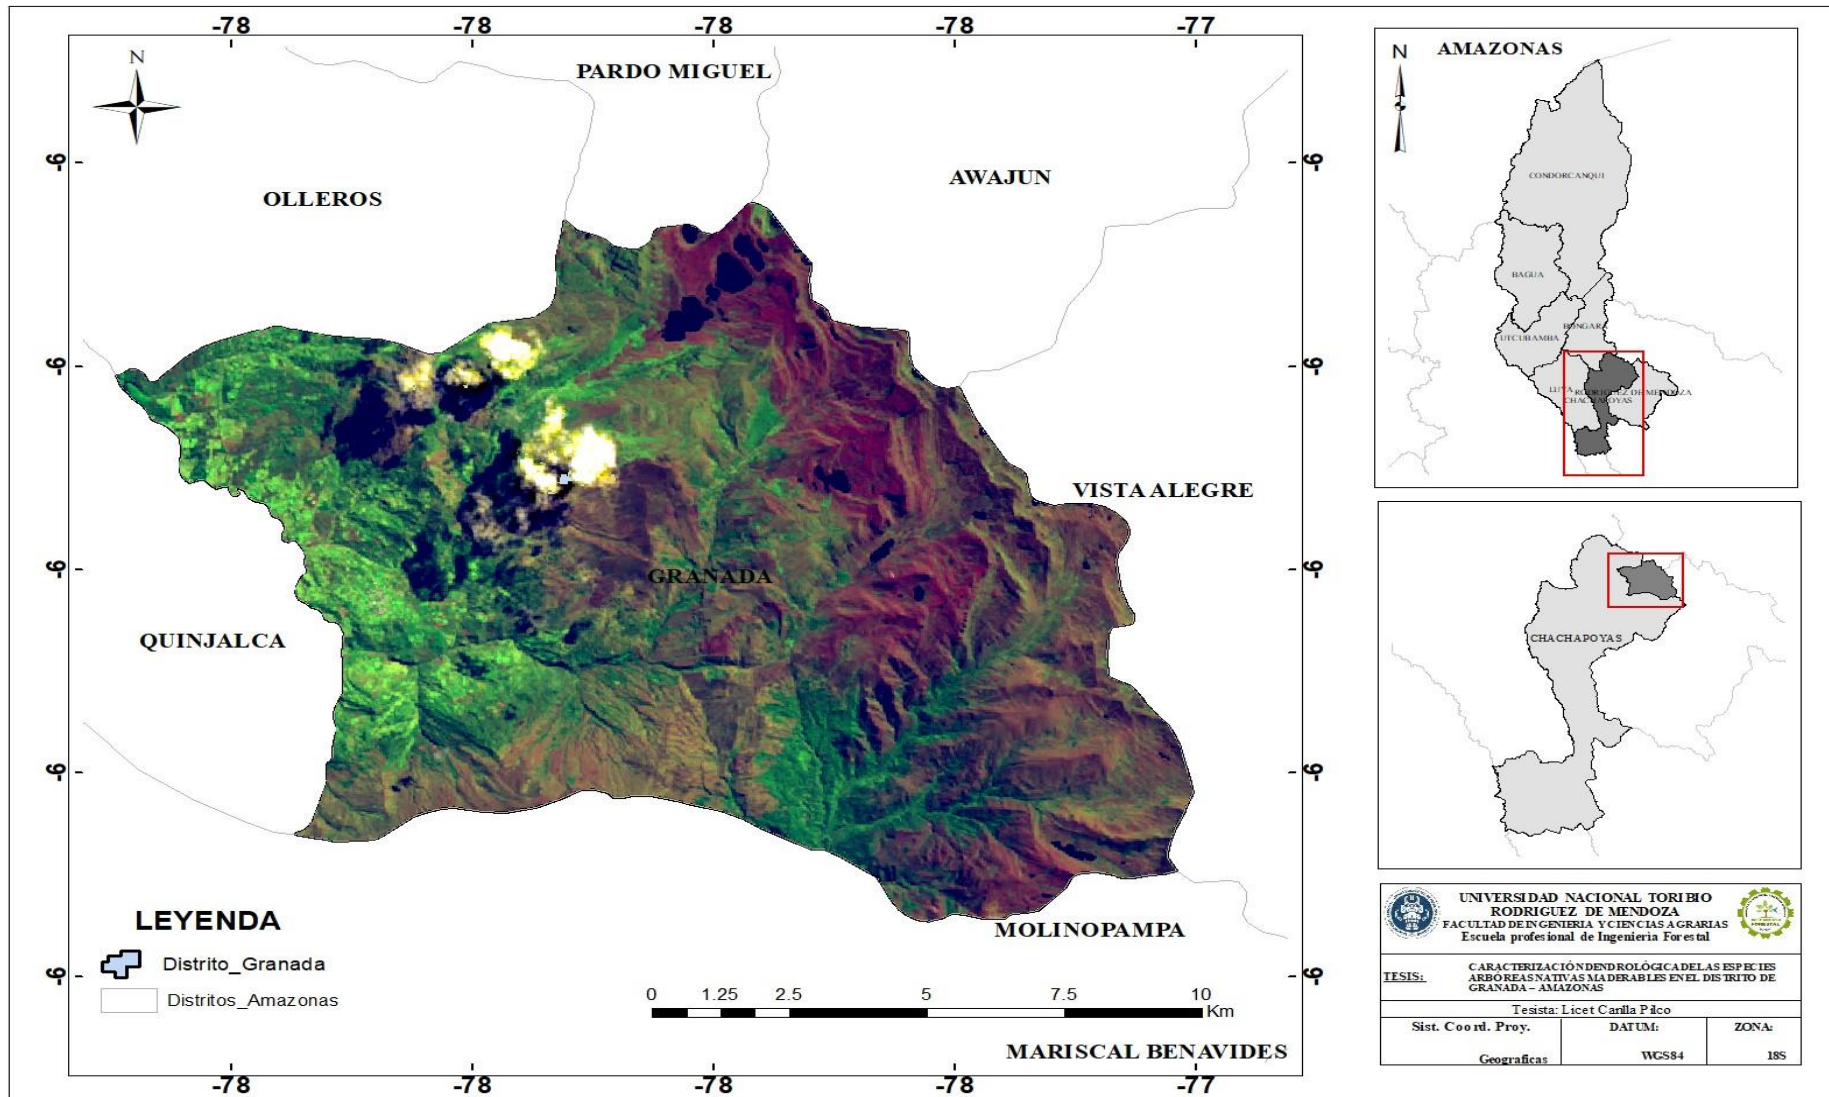 -78 -78 -78 -78 -77
N
PARDO MIGUEL
-6 -6
AWAJUN
OLLEROS
-6 -6
VISTA ALEGRE
-6 -6
GRANADA
QUINJALCA
-6 -6
LEYENDA
MOLINOPAMPA
Distrito_Granada
-6 -6
Distritos_Amazonas
0 1.25 2.5 5 7.5 10
Km
MARISCAL BENAVIDES
-78 -78 -78 -78 -77
AMAZONAS
N
CONDORCANQUI
BAGUA
BONGARA
UTCUBAMBA
LUYA
RODRIGUEZ DE MENDOZA
CHACHAPOYAS
CHACHAPOYAS
UNIVERSIDAD NACIONAL TORIBIO
RODRIGUEZ DE MENDOZA
FACULTAD DE INGENIERIA Y CIENCIAS AGRARIAS
Escuela profesional de Ingenieria Forestal
TESIS:
CARACTERIZACIÓN DENDROLÓGICA DE LAS ESPECIES
ARBÓREAS NATIVAS MADERABLES EN EL DISTRITO DE
GRANADA – AMAZONAS
Tesista: Licet Canlla Pilco
Sist. Coord. Proy. DATUM: ZONA:
Geograficas WGS84 18S